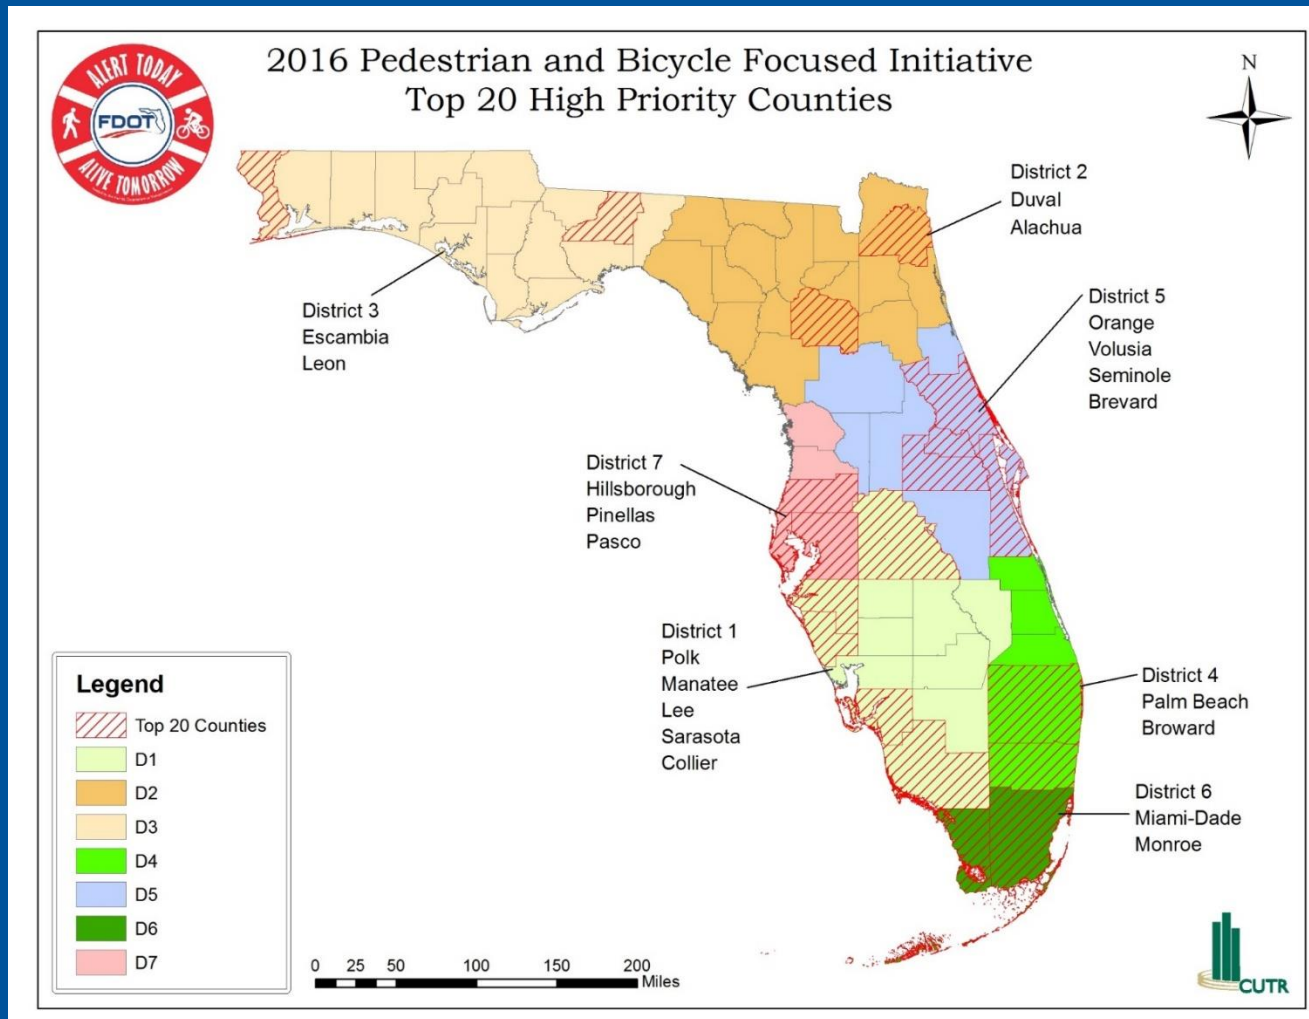 2016 Pedestrian and Bicycle Focused Initiative
Top 20 High Priority Counties
ALERT TODAY
FDOT
ALIVE TOMORROW
N
District 2
Duval
Alachua
District 3
Escambia
Leon
District 5
Orange
Volusia
Seminole
Brevard
District 7
Hillsborough
Pinellas
Pasco
District 1
Polk
Manatee
Lee
Sarasota
Collier
District 4
Palm Beach
Broward
District 6
Miami-Dade
Monroe
Legend
Top 20 Counties
D1
D2
D3
D4
D5
D6
D7
0 25 50 100 150 200
Miles
CUTR